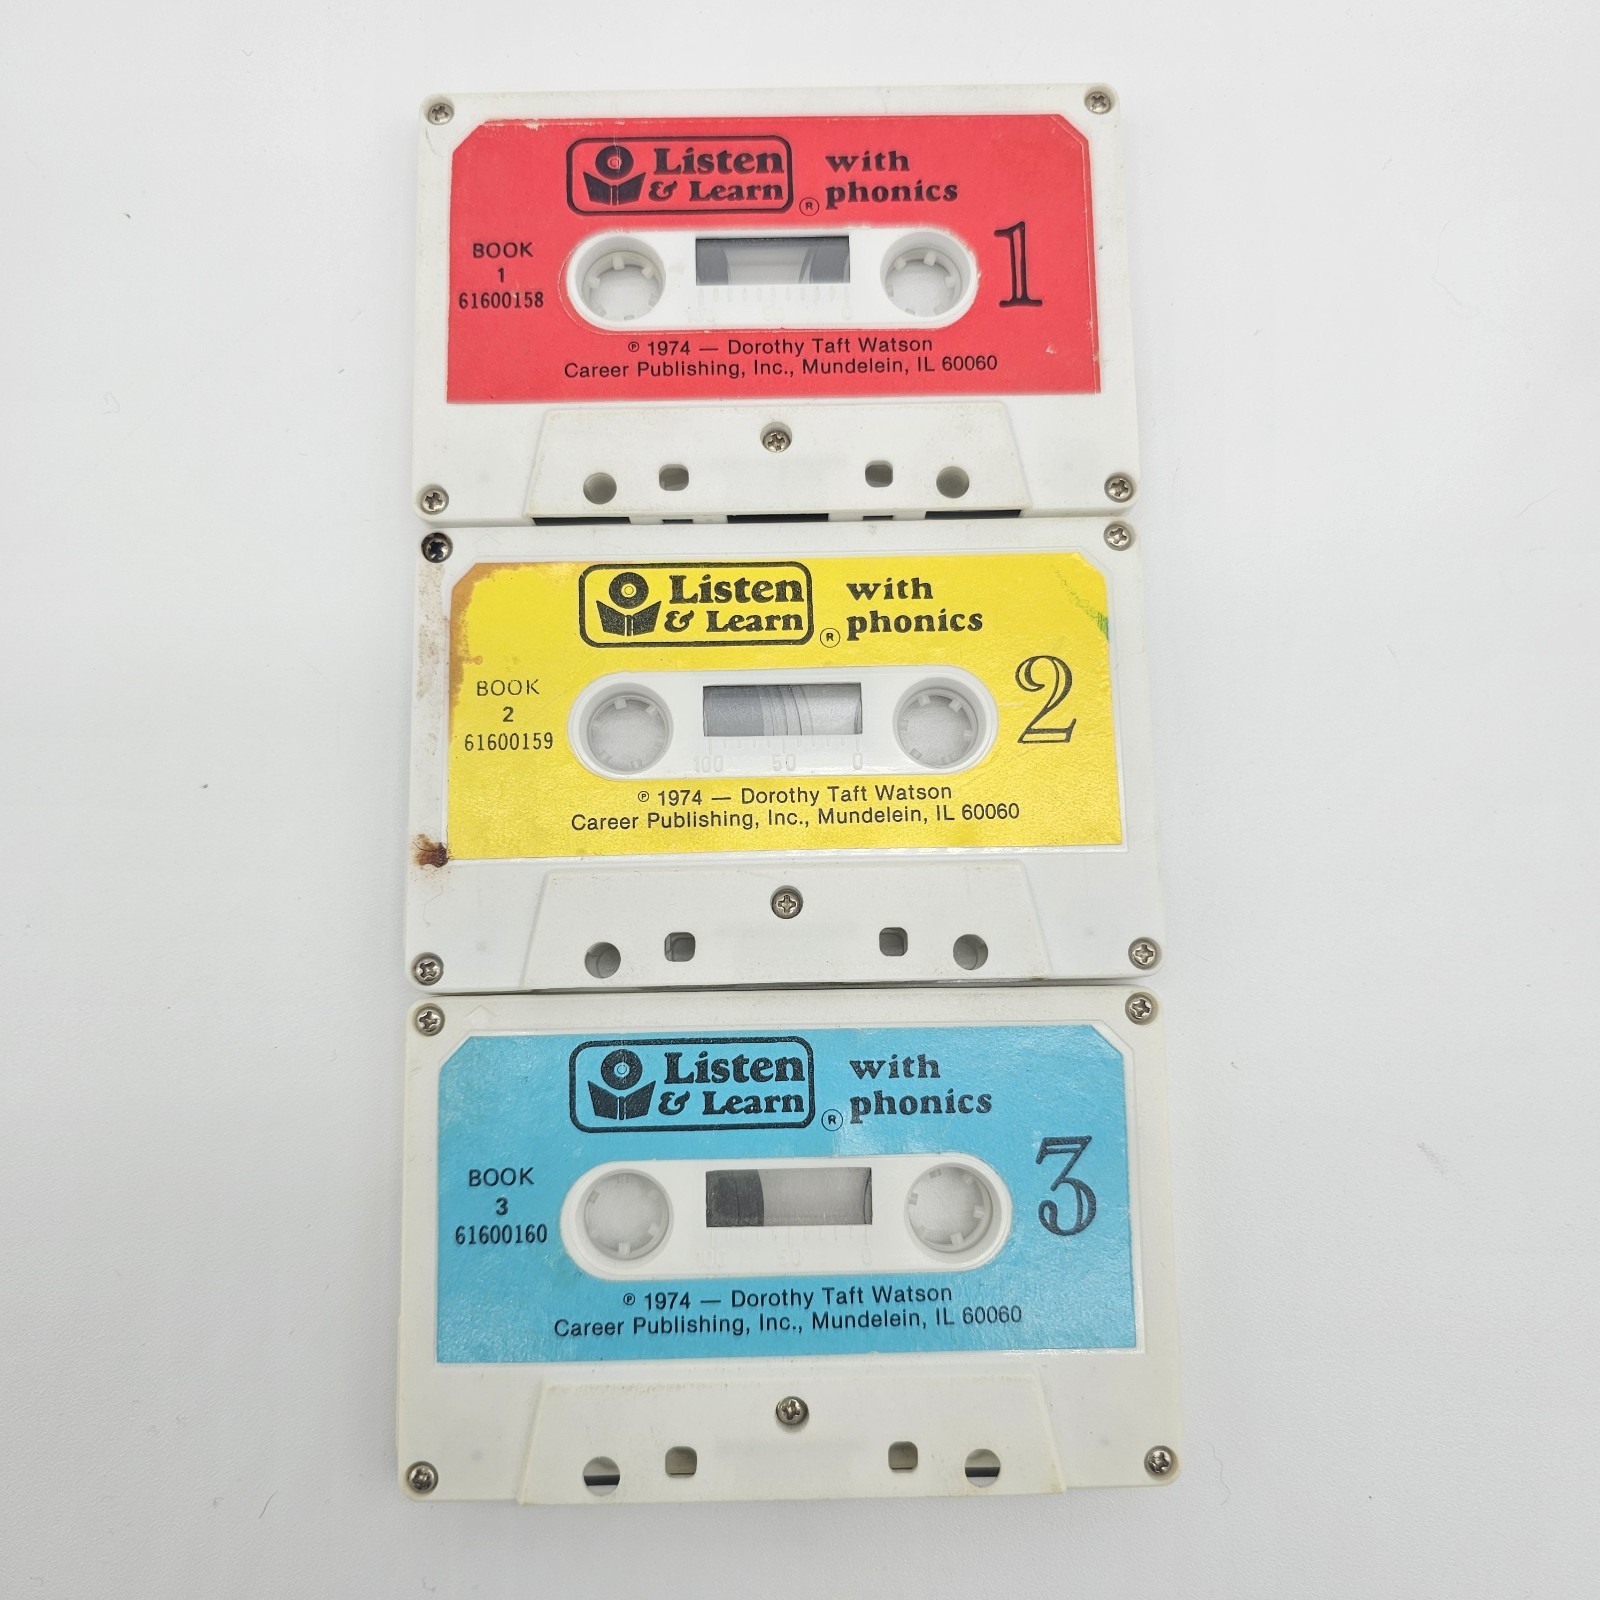 Listen with
& Learn ® phonics
BOOK
1
61600158
1
℗ 1974 — Dorothy Taft Watson
Career Publishing, Inc., Mundelein, IL 60060
Listen with
& Learn ® phonics
BOOK
2
61600159
2
100 50 0
℗ 1974 — Dorothy Taft Watson
Career Publishing, Inc., Mundelein, IL 60060
Listen with
& Learn ® phonics
BOOK
3
61600160
3
100 50 0
℗ 1974 — Dorothy Taft Watson
Career Publishing, Inc., Mundelein, IL 60060